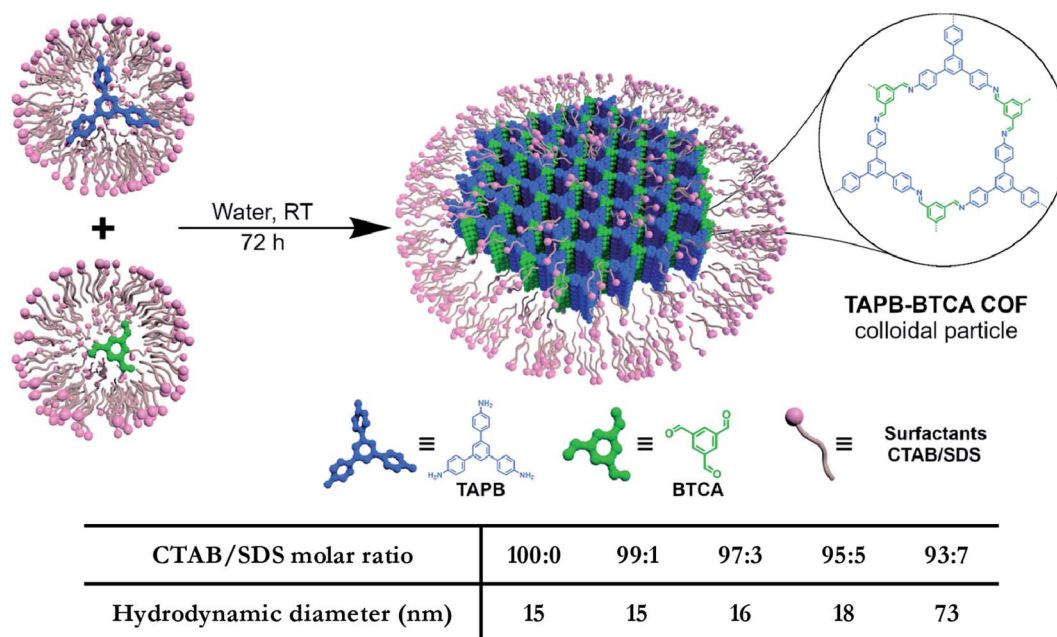 +
Water, RT
72 h
TAPB-BTCA COF
colloidal particle
N
N
N
N
N
N
N
N
N
≡
NH₂
H₂N
NH₂
TAPB
≡
O
O
O
BTCA
≡
Surfactants
CTAB/SDS
CTAB/SDS molar ratio 100:0 99:1 97:3 95:5 93:7
Hydrodynamic diameter (nm) 15 15 16 18 73